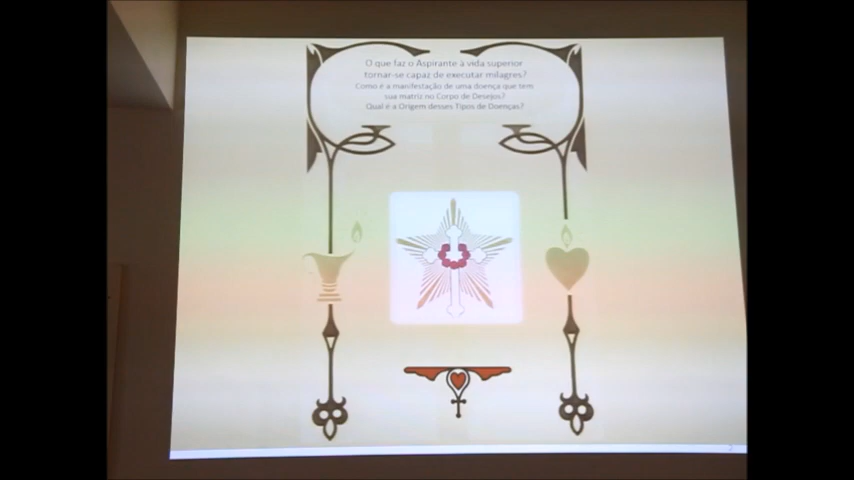 O que faz o Aspirante à vida superior
tornar-se capaz de executar milagres?
Como é a manifestação de uma doença que tem
sua matriz no Corpo de Desejos?
Qual é a Origem desses Tipos de Doenças?